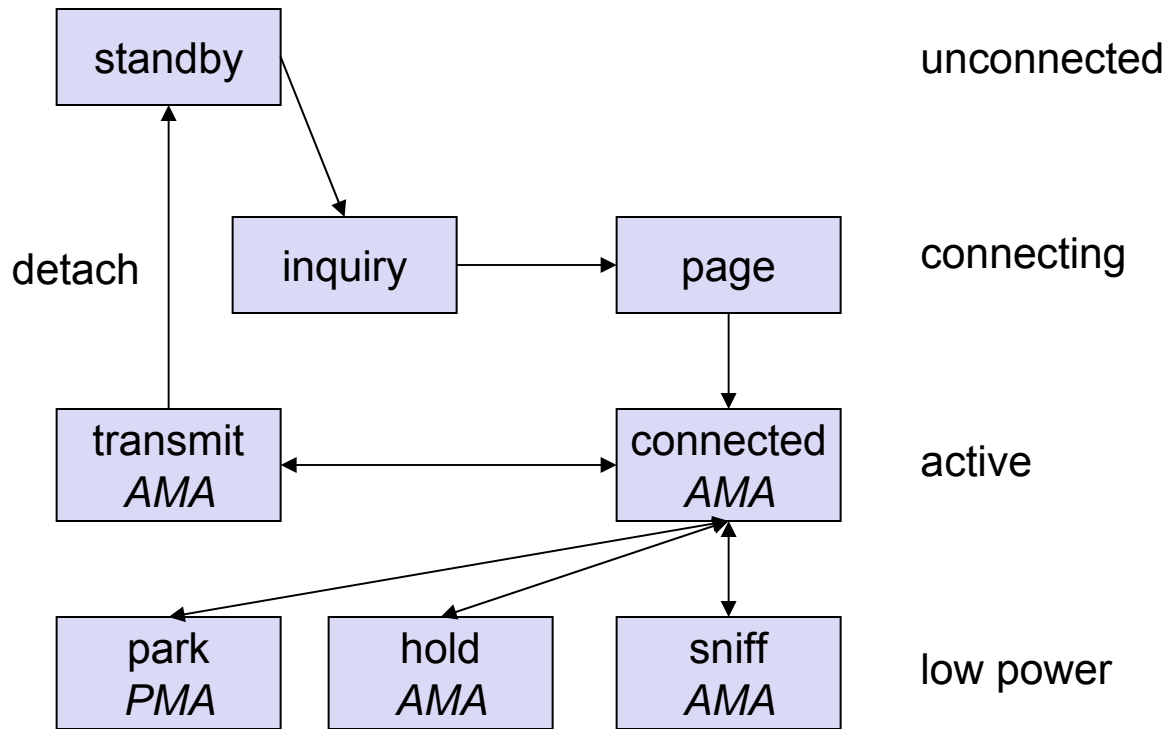 standby
unconnected
detach
inquiry
page
connecting
transmit
AMA
connected
AMA
active
park
PMA
hold
AMA
sniff
AMA
low power